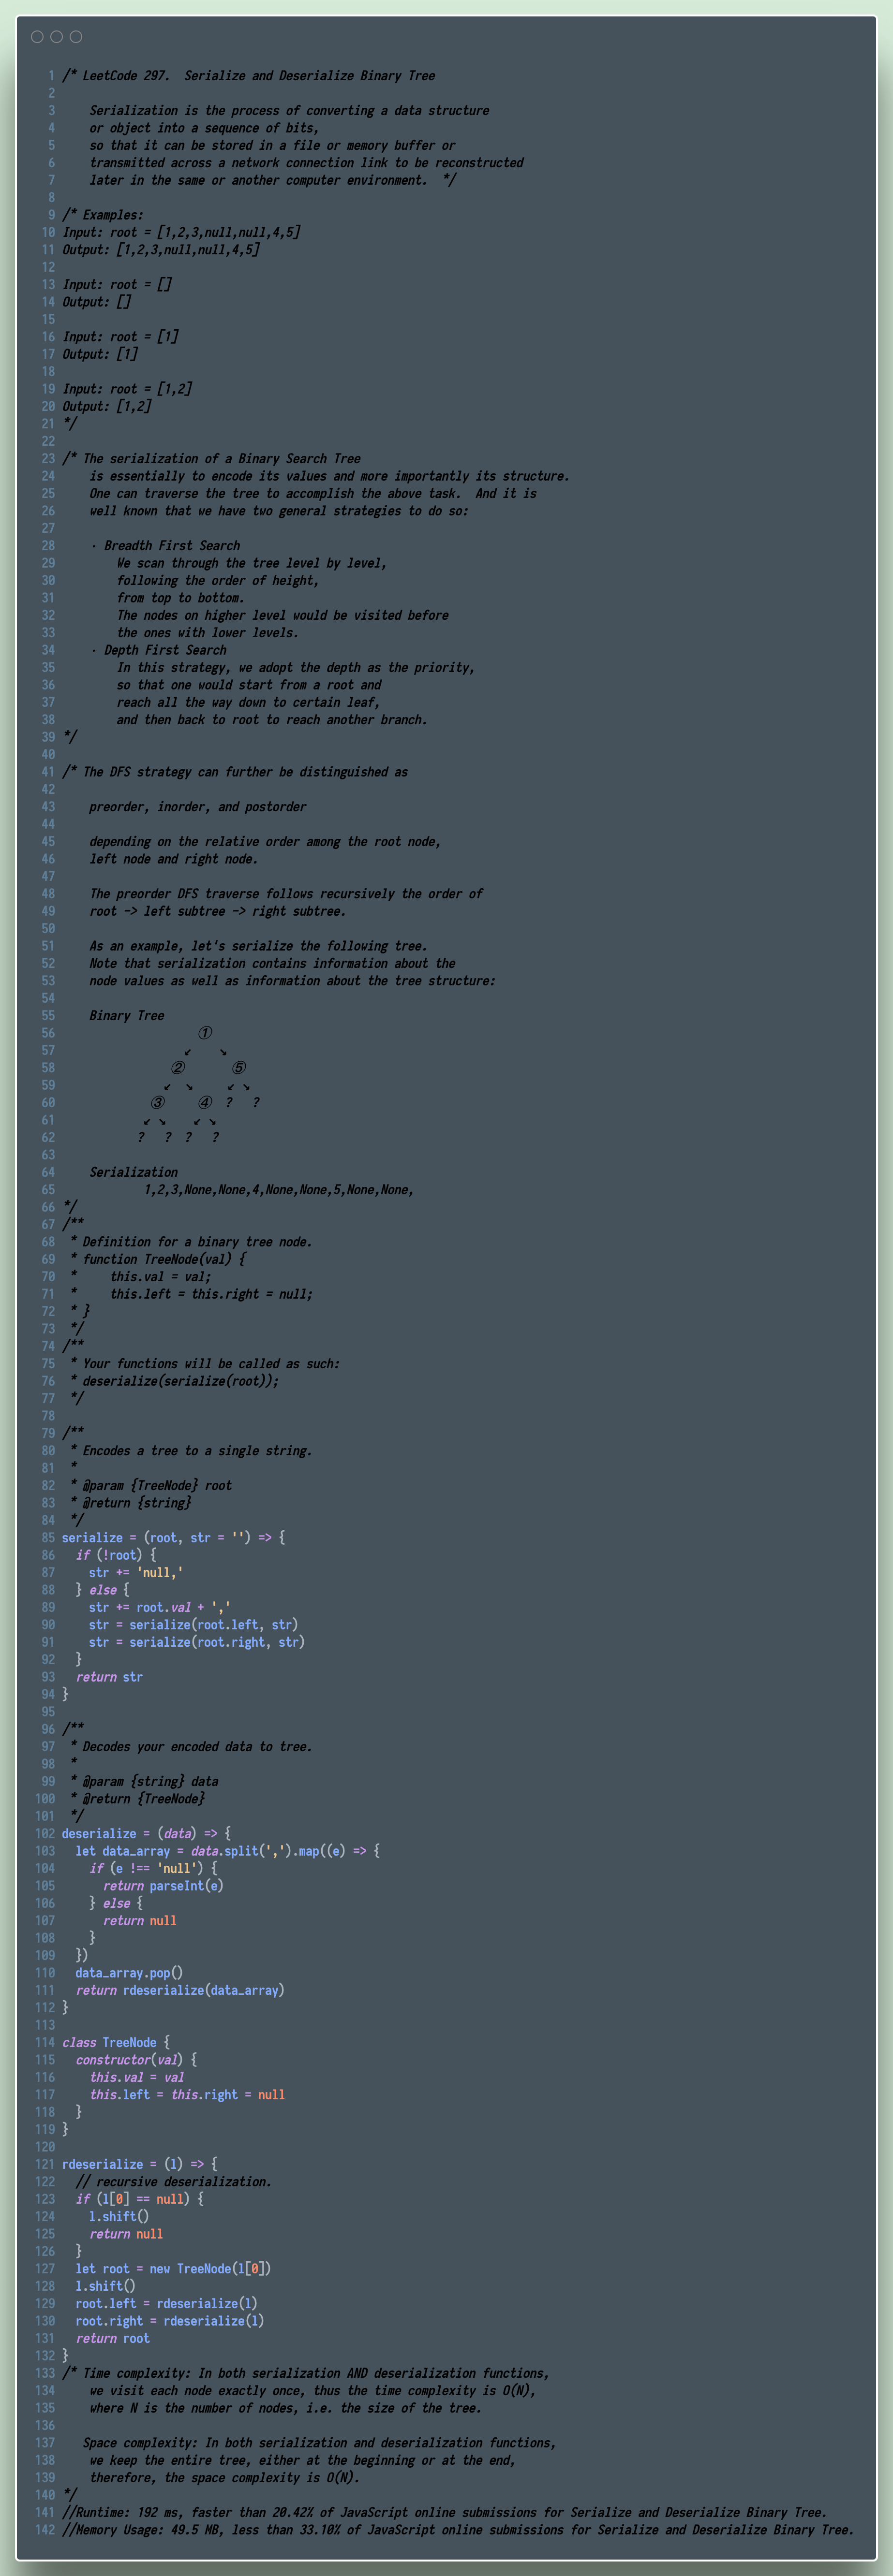 1 /* LeetCode 297.  Serialize and Deserialize Binary Tree
2
3     Serialization is the process of converting a data structure
4     or object into a sequence of bits,
5     so that it can be stored in a file or memory buffer or
6     transmitted across a network connection link to be reconstructed
7     later in the same or another computer environment.  */
8
9 /* Examples:
10 Input: root = [1,2,3,null,null,4,5]
11 Output: [1,2,3,null,null,4,5]
12
13 Input: root = []
14 Output: []
15
16 Input: root = [1]
17 Output: [1]
18
19 Input: root = [1,2]
20 Output: [1,2]
21 */
22
23 /* The serialization of a Binary Search Tree
24     is essentially to encode its values and more importantly its structure.
25     One can traverse the tree to accomplish the above task.  And it is
26     well known that we have two general strategies to do so:
27
28     · Breadth First Search
29         We scan through the tree level by level,
30         following the order of height,
31         from top to bottom.
32         The nodes on higher level would be visited before
33         the ones with lower levels.
34     · Depth First Search
35         In this strategy, we adopt the depth as the priority,
36         so that one would start from a root and
37         reach all the way down to certain leaf,
38         and then back to root to reach another branch.
39 */
40
41 /* The DFS strategy can further be distinguished as
42
43     preorder, inorder, and postorder
44
45     depending on the relative order among the root node,
46     left node and right node.
47
48     The preorder DFS traverse follows recursively the order of
49     root -> left subtree -> right subtree.
50
51     As an example, let's serialize the following tree.
52     Note that serialization contains information about the
53     node values as well as information about the tree structure:
54
55     Binary Tree
56                     ①
57                   ↙    ↘
58                 ②       ⑤
59               ↙  ↘     ↙ ↘
60             ③     ④  ?   ?
61            ↙ ↘    ↙ ↘
62           ?   ?  ?   ?
63
64     Serialization
65             1,2,3,None,None,4,None,None,5,None,None,
66 */
67 /**
68  * Definition for a binary tree node.
69  * function TreeNode(val) {
70  *     this.val = val;
71  *     this.left = this.right = null;
72  * }
73  */
74 /**
75  * Your functions will be called as such:
76  * deserialize(serialize(root));
77  */
78
79 /**
80  * Encodes a tree to a single string.
81  *
82  * @param {TreeNode} root
83  * @return {string}
84  */
85 serialize = (root, str = '') => {
86   if (!root) {
87     str += 'null,'
88   } else {
89     str += root.val + ','
90     str = serialize(root.left, str)
91     str = serialize(root.right, str)
92   }
93   return str
94 }
95
96 /**
97  * Decodes your encoded data to tree.
98  *
99  * @param {string} data
100  * @return {TreeNode}
101  */
102 deserialize = (data) => {
103   let data_array = data.split(',').map((e) => {
104     if (e !== 'null') {
105       return parseInt(e)
106     } else {
107       return null
108     }
109   })
110   data_array.pop()
111   return rdeserialize(data_array)
112 }
113
114 class TreeNode {
115   constructor(val) {
116     this.val = val
117     this.left = this.right = null
118   }
119 }
120
121 rdeserialize = (l) => {
122   // recursive deserialization.
123   if (l[0] == null) {
124     l.shift()
125     return null
126   }
127   let root = new TreeNode(l[0])
128   l.shift()
129   root.left = rdeserialize(l)
130   root.right = rdeserialize(l)
131   return root
132 }
133 /* Time complexity: In both serialization AND deserialization functions,
134     we visit each node exactly once, thus the time complexity is O(N),
135     where N is the number of nodes, i.e. the size of the tree.
136
137    Space complexity: In both serialization and deserialization functions,
138     we keep the entire tree, either at the beginning or at the end,
139     therefore, the space complexity is O(N).
140 */
141 //Runtime: 192 ms, faster than 20.42% of JavaScript online submissions for Serialize and Deserialize Binary Tree.
142 //Memory Usage: 49.5 MB, less than 33.10% of JavaScript online submissions for Serialize and Deserialize Binary Tree.